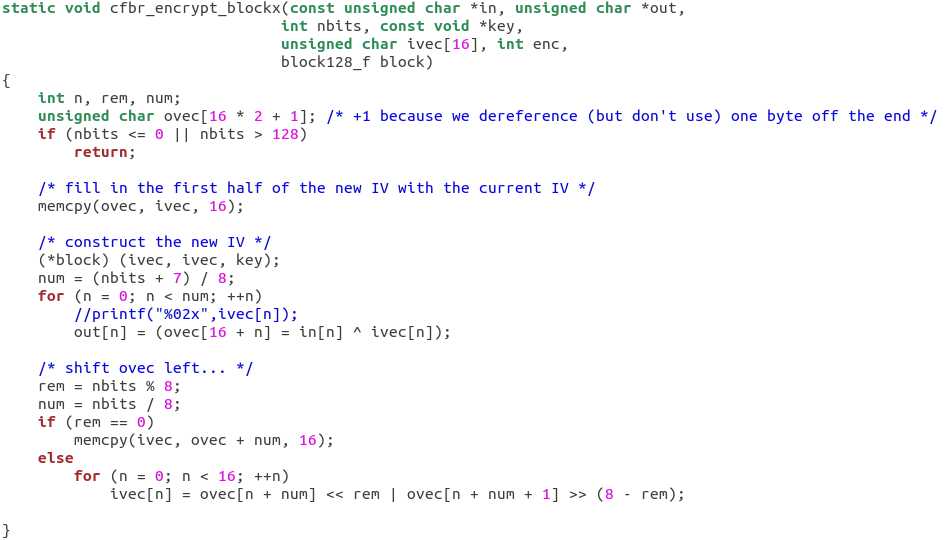 static void cfbr_encrypt_blockx(const unsigned char *in, unsigned char *out,
                               int nbits, const void *key,
                               unsigned char ivec[16], int enc,
                               block128_f block)
{
    int n, rem, num;
    unsigned char ovec[16 * 2 + 1]; /* +1 because we dereference (but don't use) one byte off the end */
    if (nbits <= 0 || nbits > 128)
        return;

    /* fill in the first half of the new IV with the current IV */
    memcpy(ovec, ivec, 16);

    /* construct the new IV */
    (*block) (ivec, ivec, key);
    num = (nbits + 7) / 8;
    for (n = 0; n < num; ++n)
        //printf("%02x",ivec[n]);
        out[n] = (ovec[16 + n] = in[n] ^ ivec[n]);

    /* shift ovec left... */
    rem = nbits % 8;
    num = nbits / 8;
    if (rem == 0)
        memcpy(ivec, ovec + num, 16);
    else
        for (n = 0; n < 16; ++n)
            ivec[n] = ovec[n + num] << rem | ovec[n + num + 1] >> (8 - rem);

}